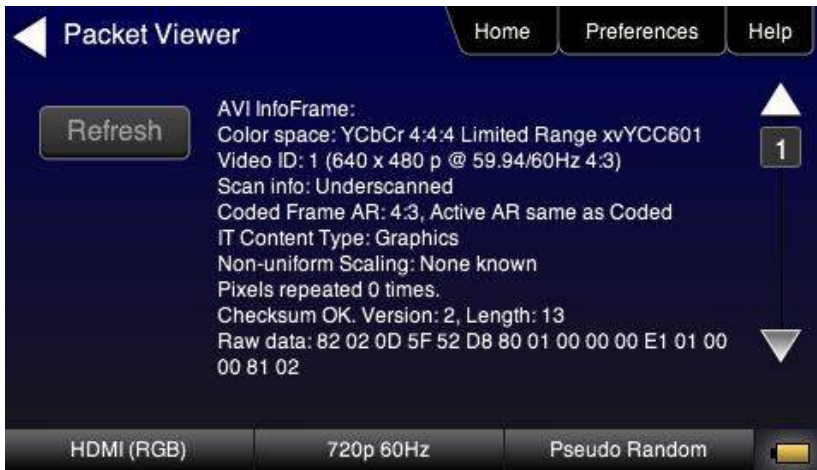 Packet Viewer
Home
Preferences
Help
Refresh
AVI InfoFrame:
Color space: YCbCr 4:4:4 Limited Range xvYCC601
Video ID: 1 (640 x 480 p @ 59.94/60Hz 4:3)
Scan info: Underscanned
Coded Frame AR: 4:3, Active AR same as Coded
IT Content Type: Graphics
Non-uniform Scaling: None known
Pixels repeated 0 times.
Checksum OK. Version: 2, Length: 13
Raw data: 82 02 0D 5F 52 D8 80 01 00 00 00 E1 01 00
00 81 02
1
HDMI (RGB)
720p 60Hz
Pseudo Random